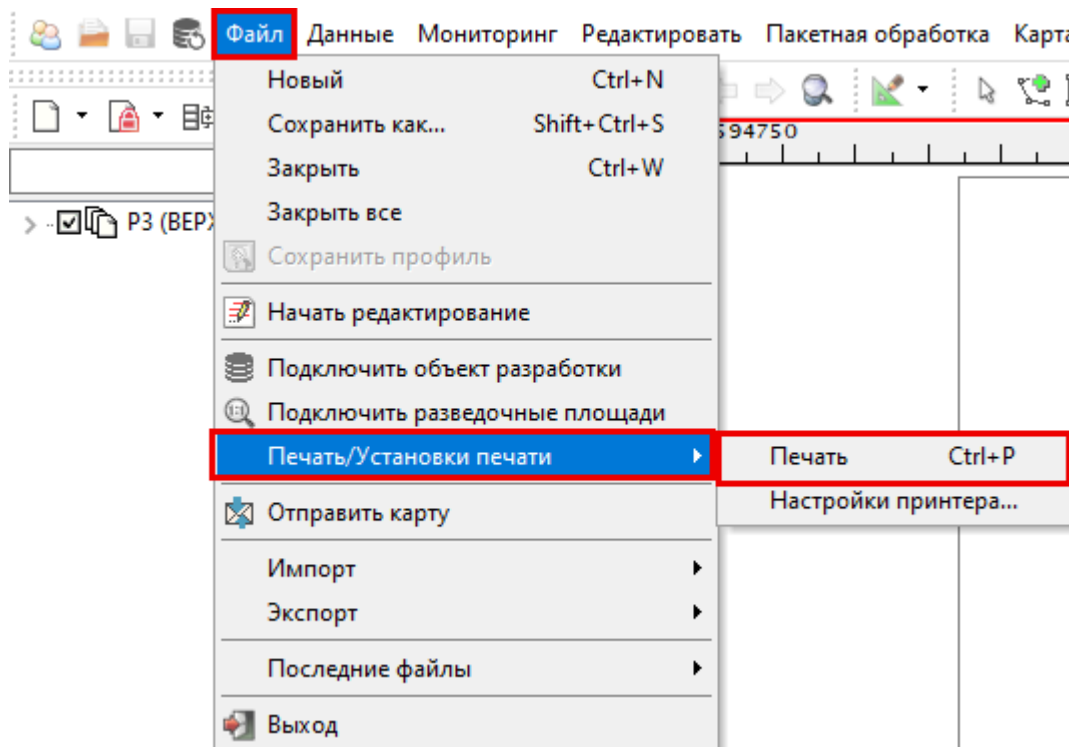 Файл Данные Мониторинг Редактировать Пакетная обработка Карта
Новый Ctrl+N
594750
Сохранить как... Shift+Ctrl+S
Закрыть Ctrl+W
Закрыть все
P3 (ВЕРХ
Сохранить профиль
Начать редактирование
Подключить объект разработки
Подключить разведочные площади
Печать/Установки печати
Печать Ctrl+P
Настройки принтера...
Отправить карту
Импорт
Экспорт
Последние файлы
Выход